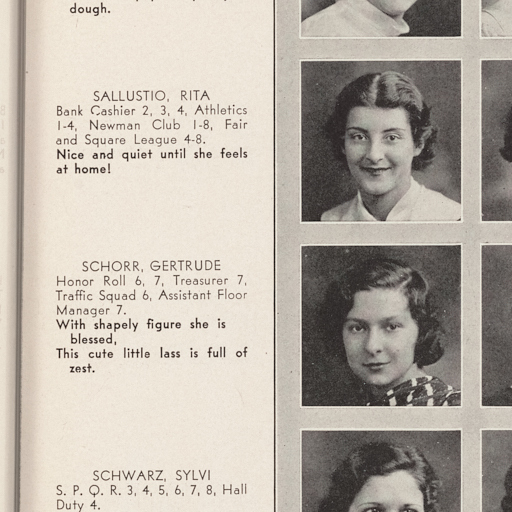 dough.
SALLUSTIO, RITA
Bank Cashier 2, 3, 4, Athletics
1-4, Newman Club 1-8, Fair
and Square League 4-8.
Nice and quiet until she feels
at home!
SCHORR, GERTRUDE
Honor Roll 6, 7, Treasurer 7,
Traffic Squad 6, Assistant Floor
Manager 7.
With shapely figure she is
blessed,
This cute little lass is full of
zest.
SCHWARZ, SYLVI
S. P. Q. R. 3, 4, 5, 6, 7, 8, Hall
Duty 4.